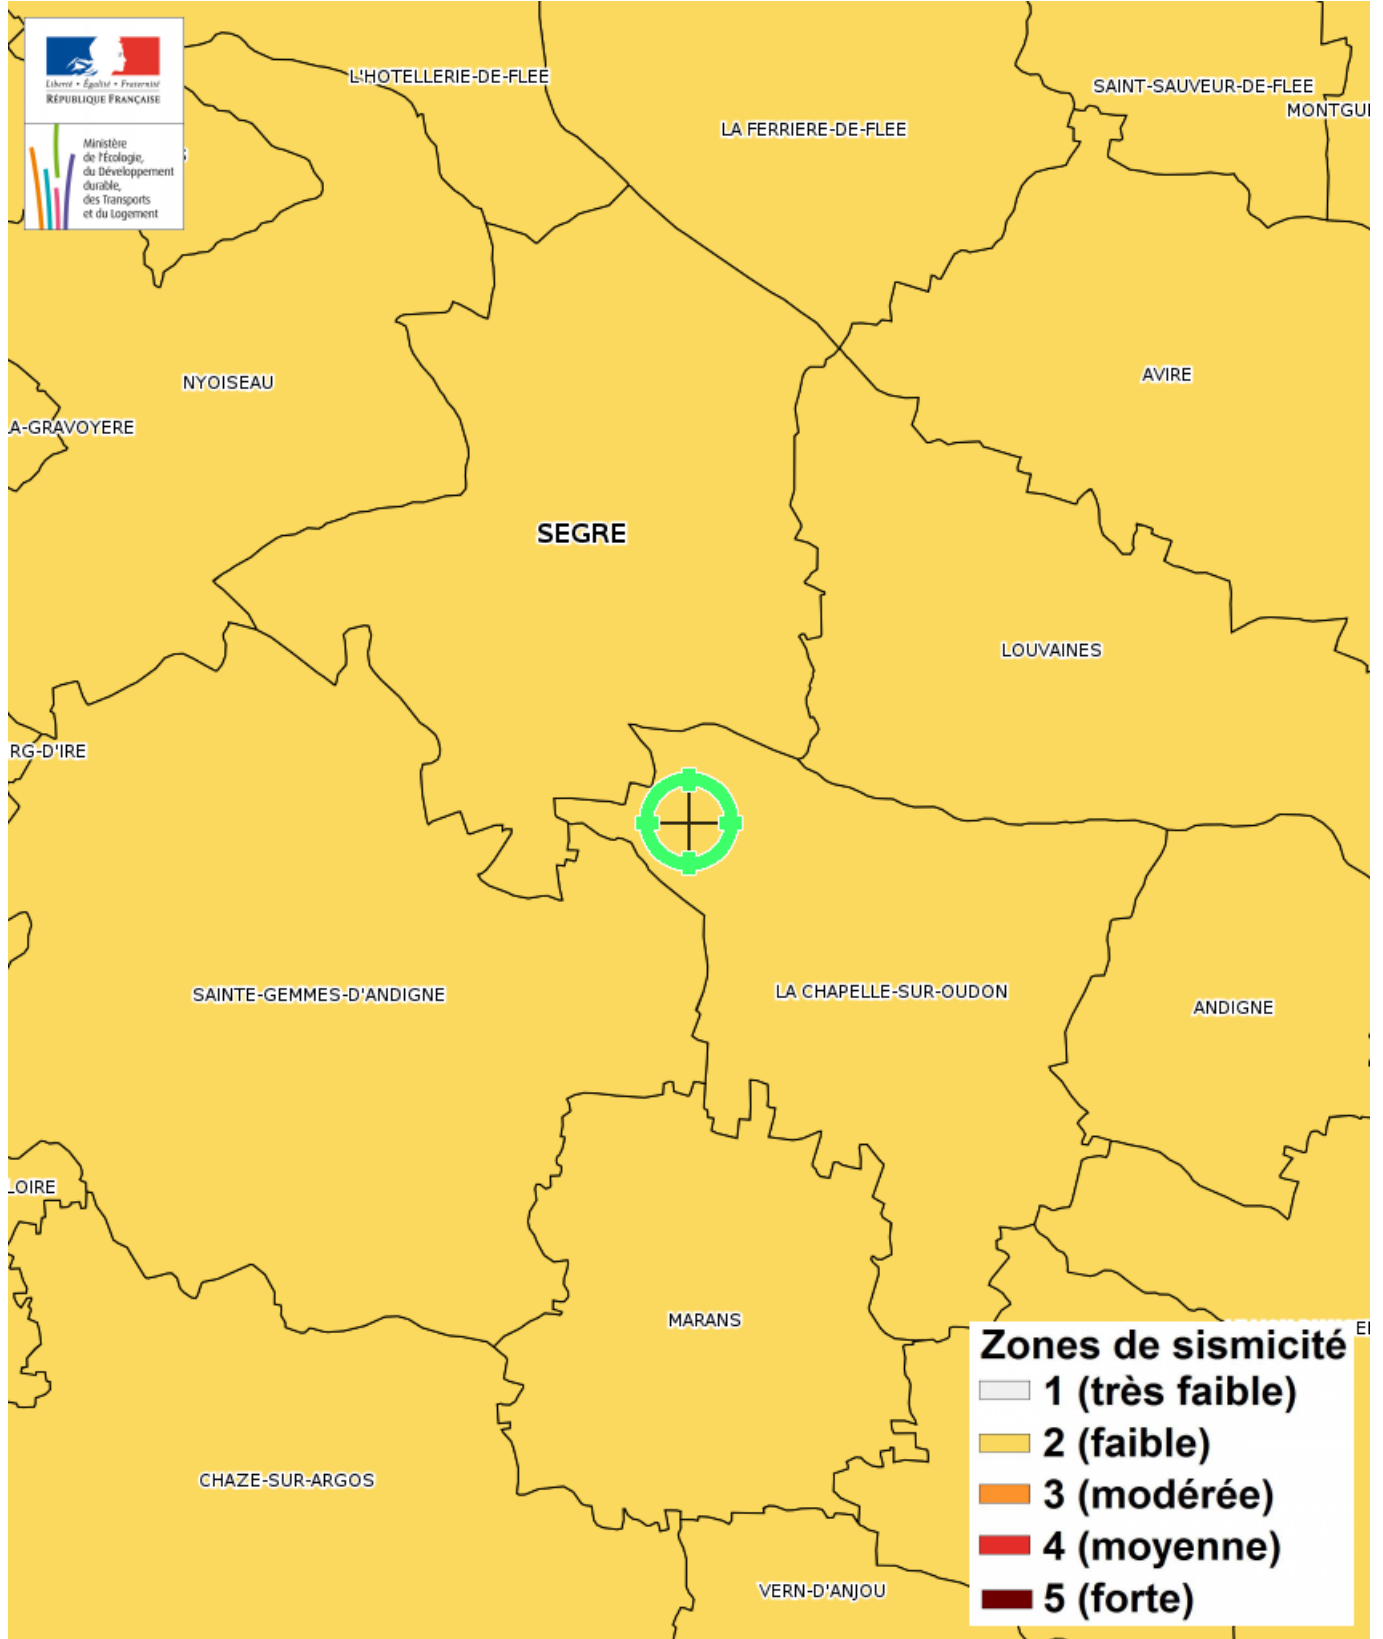 Liberté • Égalité • Fraternité
RÉPUBLIQUE FRANÇAISE
Ministère
de l'Écologie,
du Développement
durable,
des Transports
et du Logement
L'HOTELLERIE-DE-FLEE
SAINT-SAUVEUR-DE-FLEE
MONTGUI
LA FERRIERE-DE-FLEE
NYOISEAU
AVIRE
A-GRAVOYERE
SEGRE
LOUVAINES
RG-D'IRE
SAINTE-GEMMES-D'ANDIGNE
LA CHAPELLE-SUR-OUDON
ANDIGNE
LOIRE
MARANS
CHAZE-SUR-ARGOS
VERN-D'ANJOU
Zones de sismicité
1 (très faible)
2 (faible)
3 (modérée)
4 (moyenne)
5 (forte)